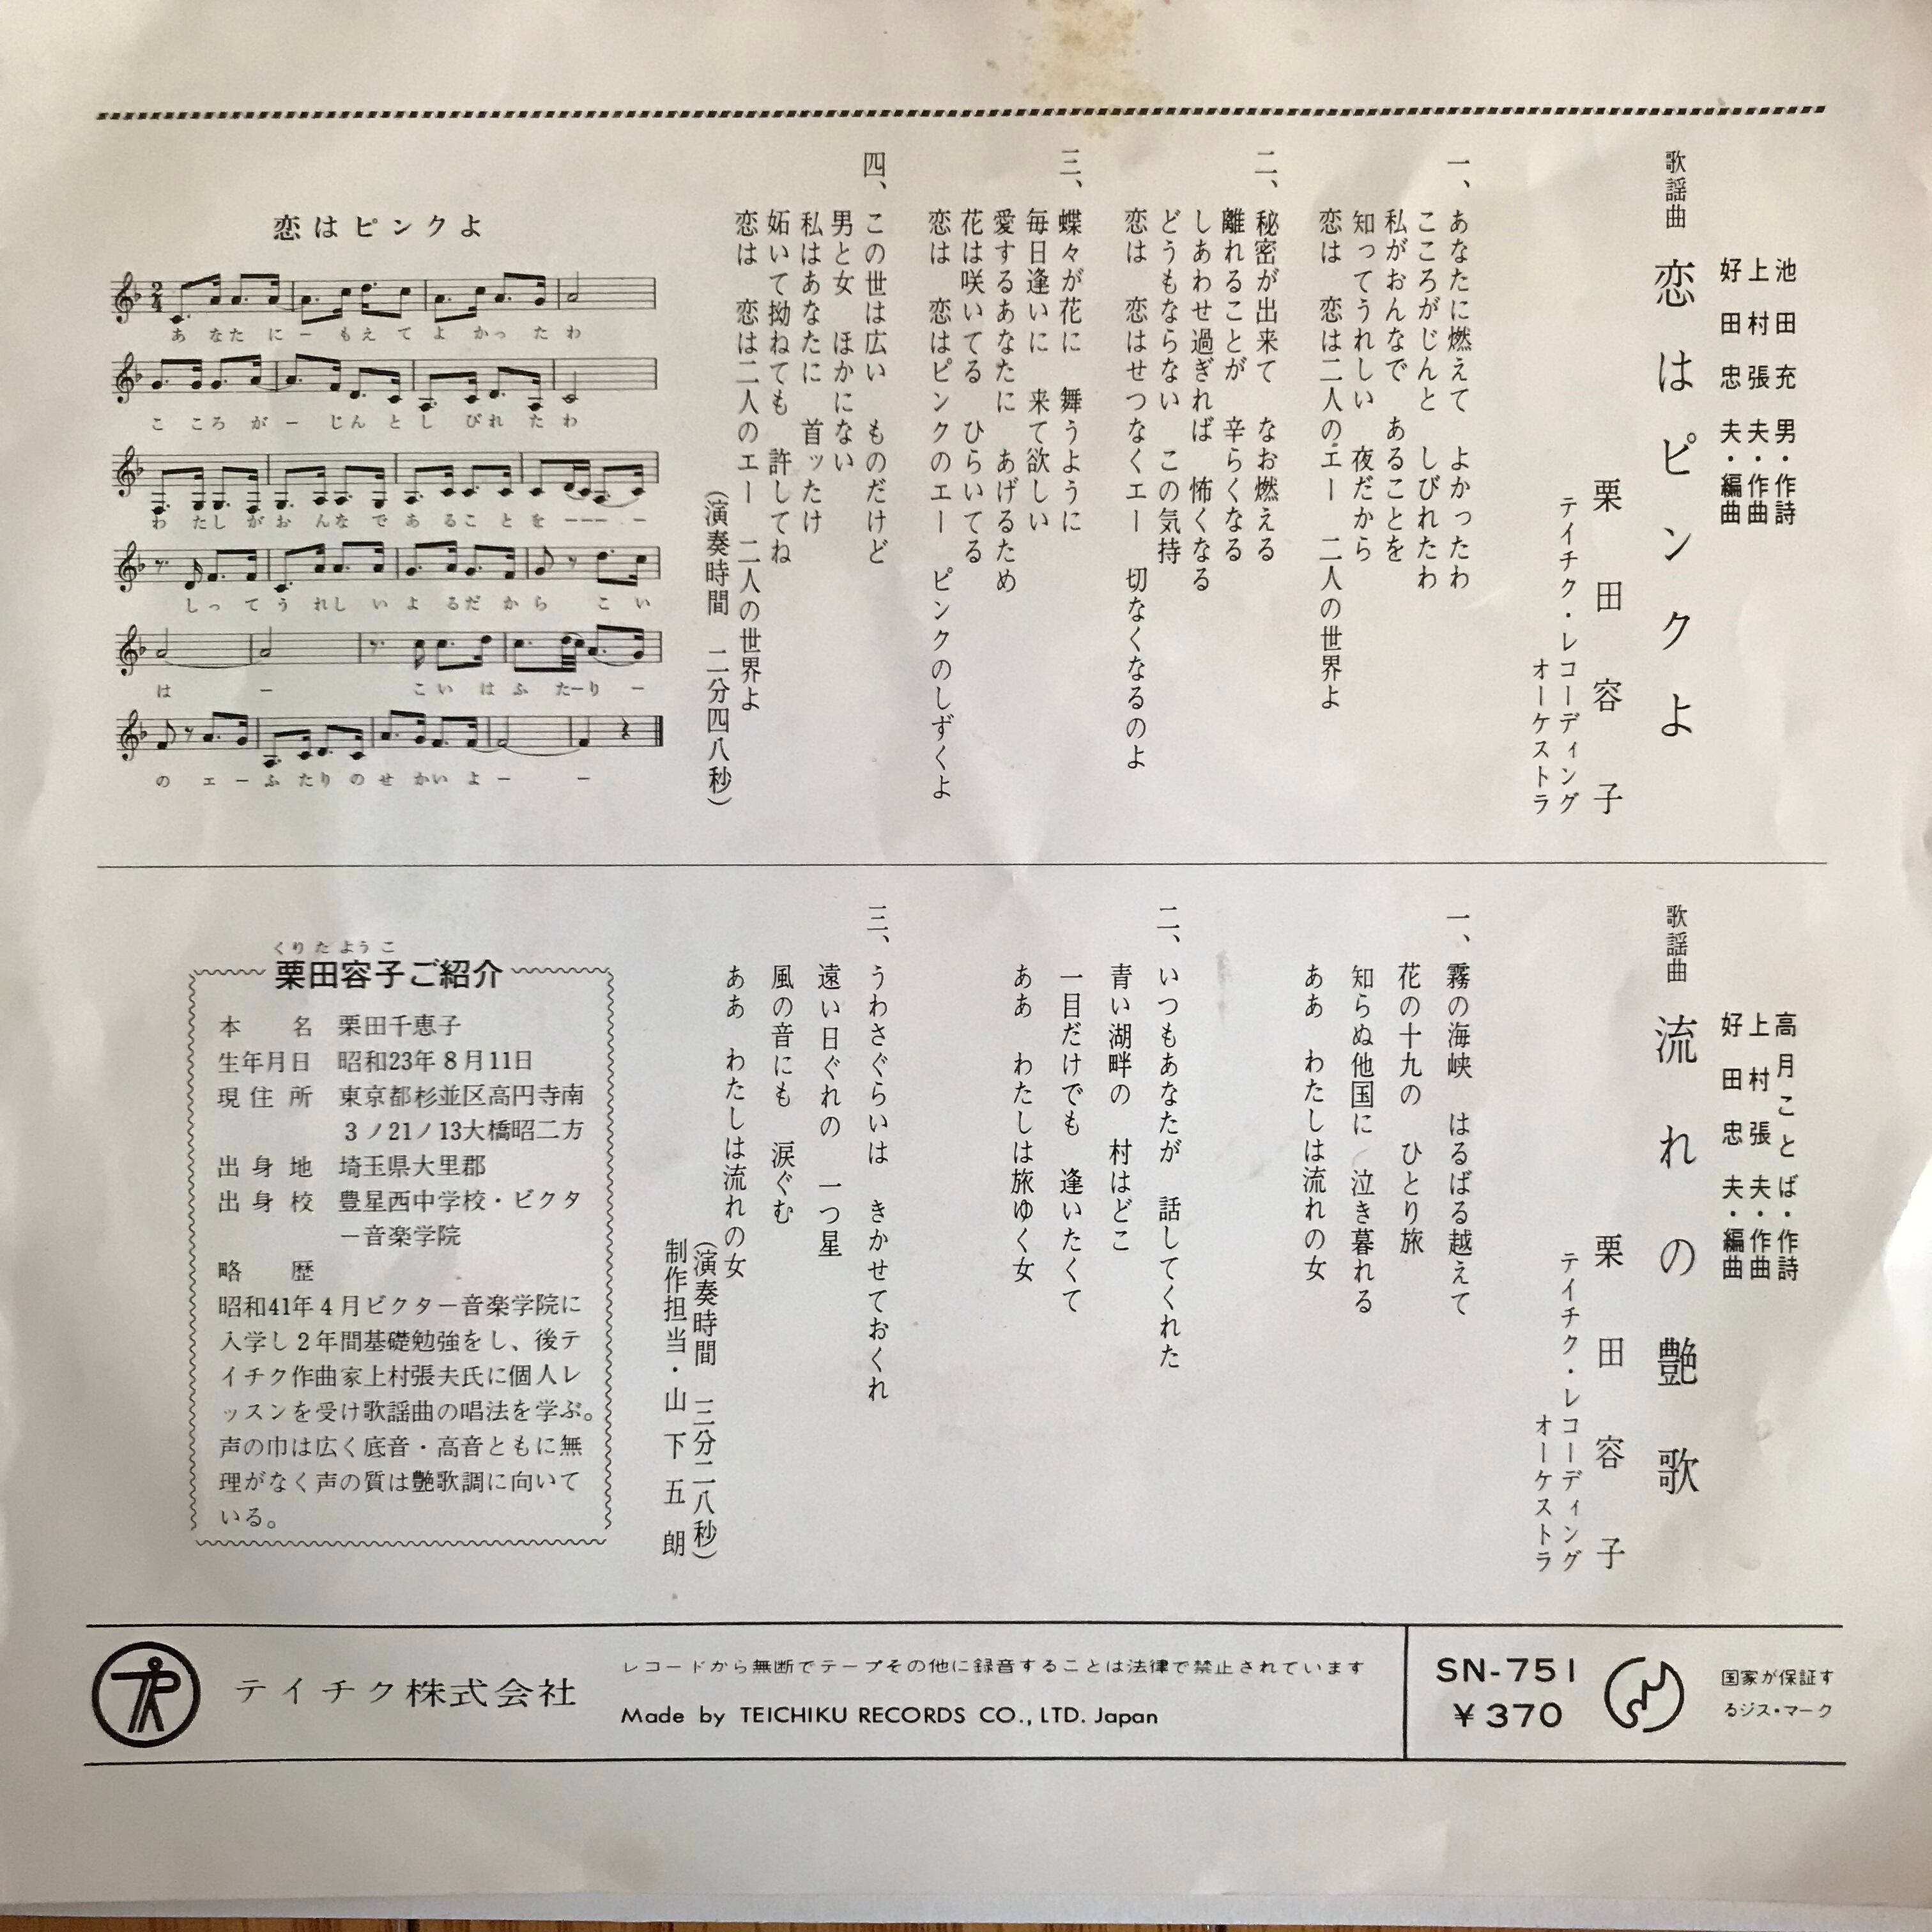 歌謡曲 恋はピンクよ
池田充男・作詩
上村張夫・作曲
好田忠夫・編曲
栗田容子
テイチク・レコーディング
オーケストラ
一、あなたに燃えて よかったわ
こころがじんと しびれたわ
私がおんなで あることを
知ってうれしい 夜だから
恋は 恋は二人のエー 二人の世界よ
二、秘密が出来て なお燃える
離れることが 辛らくなる
しあわせ過ぎれば 怖くなる
どうもならない この気持
恋は 恋はせつなくエー 切なくなるのよ
三、蝶々が花に 舞うように
毎日逢いに 来て欲しい
愛するあなたに あげるため
花は咲いてる ひらいてる
恋は 恋はピンクのエー ピンクのしずくよ
四、この世は広い ものだけど
男と女 ほかにない
私はあなたに 首ッたけ
妬いて拗ねても 許してね
恋は 恋は二人のエー 二人の世界よ
(演奏時間 二分四八秒)
恋はピンクよ
2
4
あ なた に ー もえ て よ かっ た わ
こ ころ が ー じん と し びれ た わ
わ たし が お んな で あ るこ と を ーーー ー
しっ て う れし い よ るだ か ら こ い
は ー こい は ふ たーり ー
の エ ー ふ たり の せ かい よ ー ー
歌謡曲 流れの艶歌
高月ことば・作詩
上村張夫・作曲
好田忠夫・編曲
栗田容子
テイチク・レコーディング
オーケストラ
一、霧の海峡 はるばる越えて
花の十九の ひとり旅
知らぬ他国に 泣き暮れる
ああ わたしは流れの女
二、いつもあなたが 話してくれた
青い湖畔の 村はどこ
一目だけでも 逢いたくて
ああ わたしは旅ゆく女
三、うわさぐらいは きかせておくれ
遠い日ぐれの 一つ星
風の音にも 涙ぐむ
ああ わたしは流れの女
(演奏時間 三分二八秒)
制作担当・山下五朗
くりたようこ
栗田容子ご紹介
本名 栗田千恵子
生年月日 昭和23年8月11日
現住所 東京都杉並区高円寺南
3ノ21ノ13大橋昭二方
出身地 埼玉県大里郡
出身校 豊星西中学校・ビクタ
ー音楽学院
略歴
昭和41年4月ビクター音楽学院に
入学し2年間基礎勉強をし、後テ
イチク作曲家上村張夫氏に個人レ
ッスンを受け歌謡曲の唱法を学ぶ。
声の巾は広く底音・高音ともに無
理がなく声の質は艶歌調に向いて
いる。
テイチク株式会社
レコードから無断でテープその他に録音することは法律で禁止されています
Made by TEICHIKU RECORDS CO., LTD. Japan
SN-751
¥370
国家が保証す
るジス・マーク